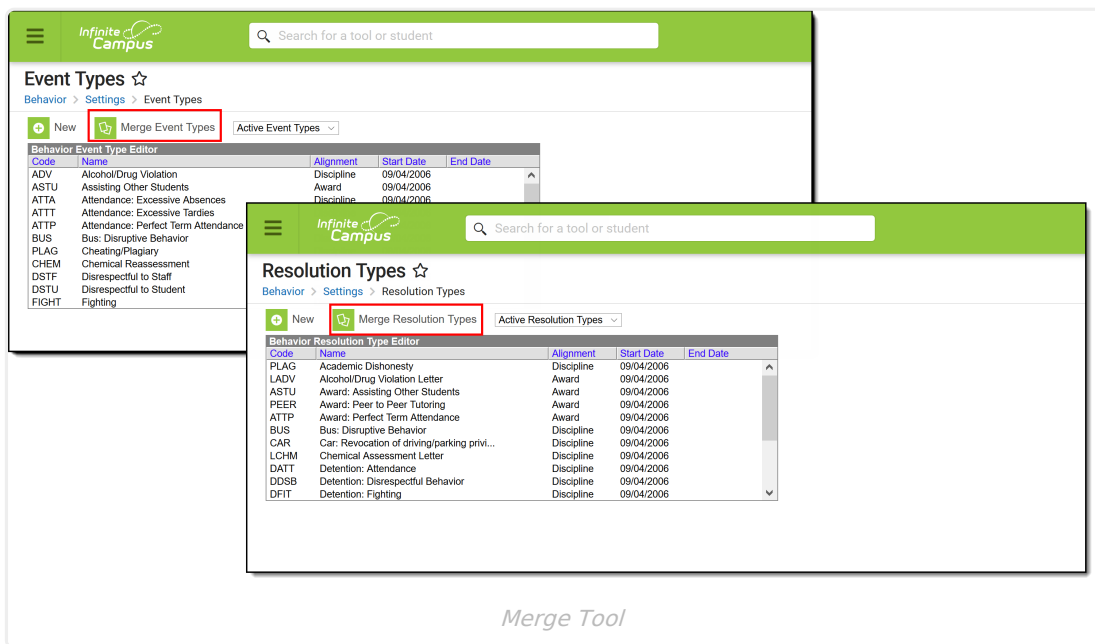 Infinite
Campus
Search for a tool or student
Event Types
Behavior > Settings > Event Types
New Merge Event Types Active Event Types
Behavior Event Type Editor
Code Name Alignment Start Date End Date
ADV Alcohol/Drug Violation Discipline 09/04/2006
ASTU Assisting Other Students Award 09/04/2006
ATTA Attendance: Excessive Absences Discipline 09/04/2006
ATTT Attendance: Excessive Tardies
ATTP Attendance: Perfect Term Attendance
BUS Bus: Disruptive Behavior
PLAG Cheating/Plagiary
CHEM Chemical Reassessment
DSTF Disrespectful to Staff
DSTU Disrespectful to Student
FIGHT Fighting
Infinite
Campus
Search for a tool or student
Resolution Types
Behavior > Settings > Resolution Types
New Merge Resolution Types Active Resolution Types
Behavior Resolution Type Editor
Code Name Alignment Start Date End Date
PLAG Academic Dishonesty Discipline 09/04/2006
LADV Alcohol/Drug Violation Letter Award 09/04/2006
ASTU Award: Assisting Other Students Award 09/04/2006
PEER Award: Peer to Peer Tutoring Award 09/04/2006
ATTP Award: Perfect Term Attendance Award 09/04/2006
BUS Bus: Disruptive Behavior Discipline 09/04/2006
CAR Car: Revocation of driving/parking privi... Discipline 09/04/2006
LCHM Chemical Assessment Letter Discipline 09/04/2006
DATT Detention: Attendance Discipline 09/04/2006
DDSB Detention: Disrespectful Behavior Discipline 09/04/2006
DFIT Detention: Fighting Discipline 09/04/2006
Merge Tool